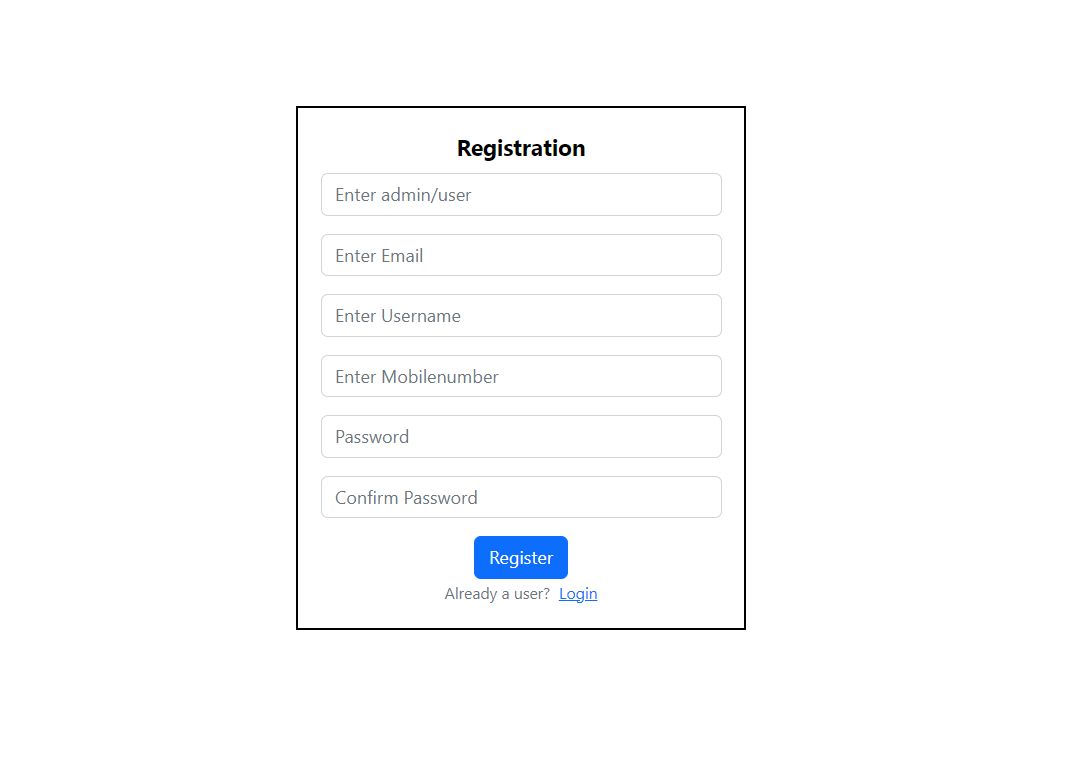 Registration
Enter admin/user
Enter Email
Enter Username
Enter Mobilenumber
Password
Confirm Password
Register
Already a user? Login